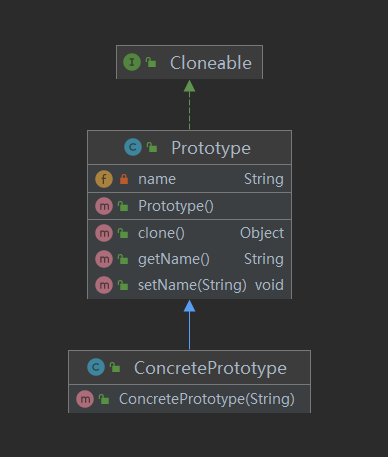 I Cloneable
C Prototype
f name String
m Prototype()
m clone() Object
m getName() String
m setName(String) void
C ConcretePrototype
m ConcretePrototype(String)